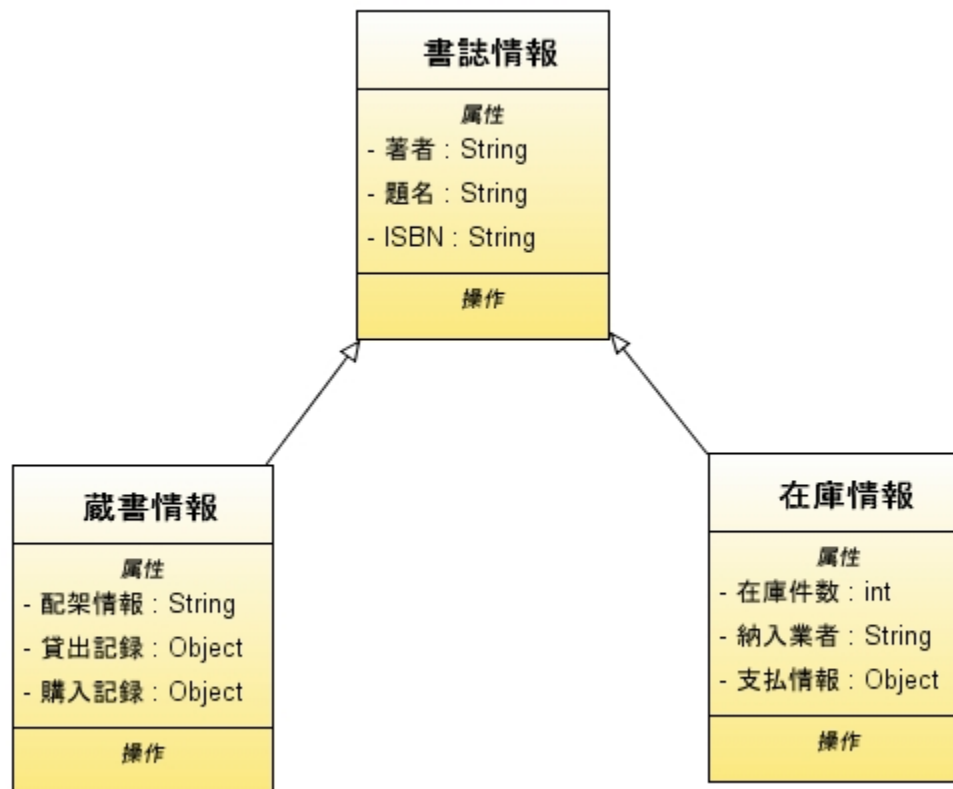 書誌情報
属性
- 著者 : String
- 題名 : String
- ISBN : String
操作
蔵書情報
属性
- 配架情報 : String
- 貸出記録 : Object
- 購入記録 : Object
操作
在庫情報
属性
- 在庫件数 : int
- 納入業者 : String
- 支払情報 : Object
操作